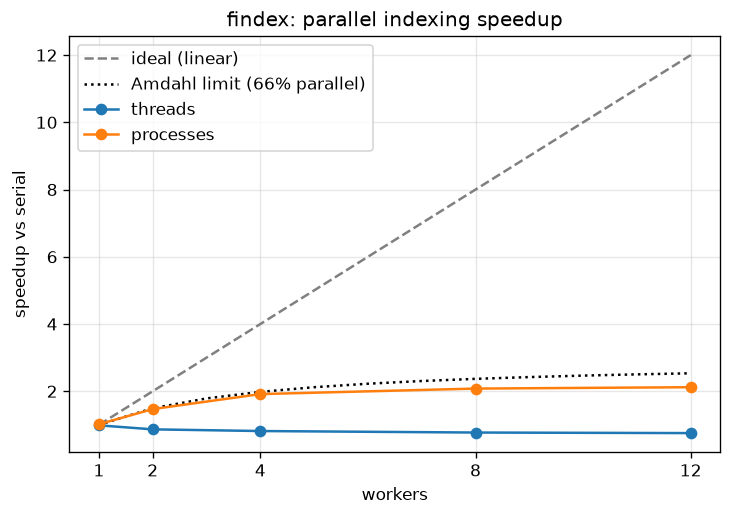 findex: parallel indexing speedup
ideal (linear)
Amdahl limit (66% parallel)
threads
processes
speedup vs serial
12
10
8
6
4
2
1 2 4 8 12
workers